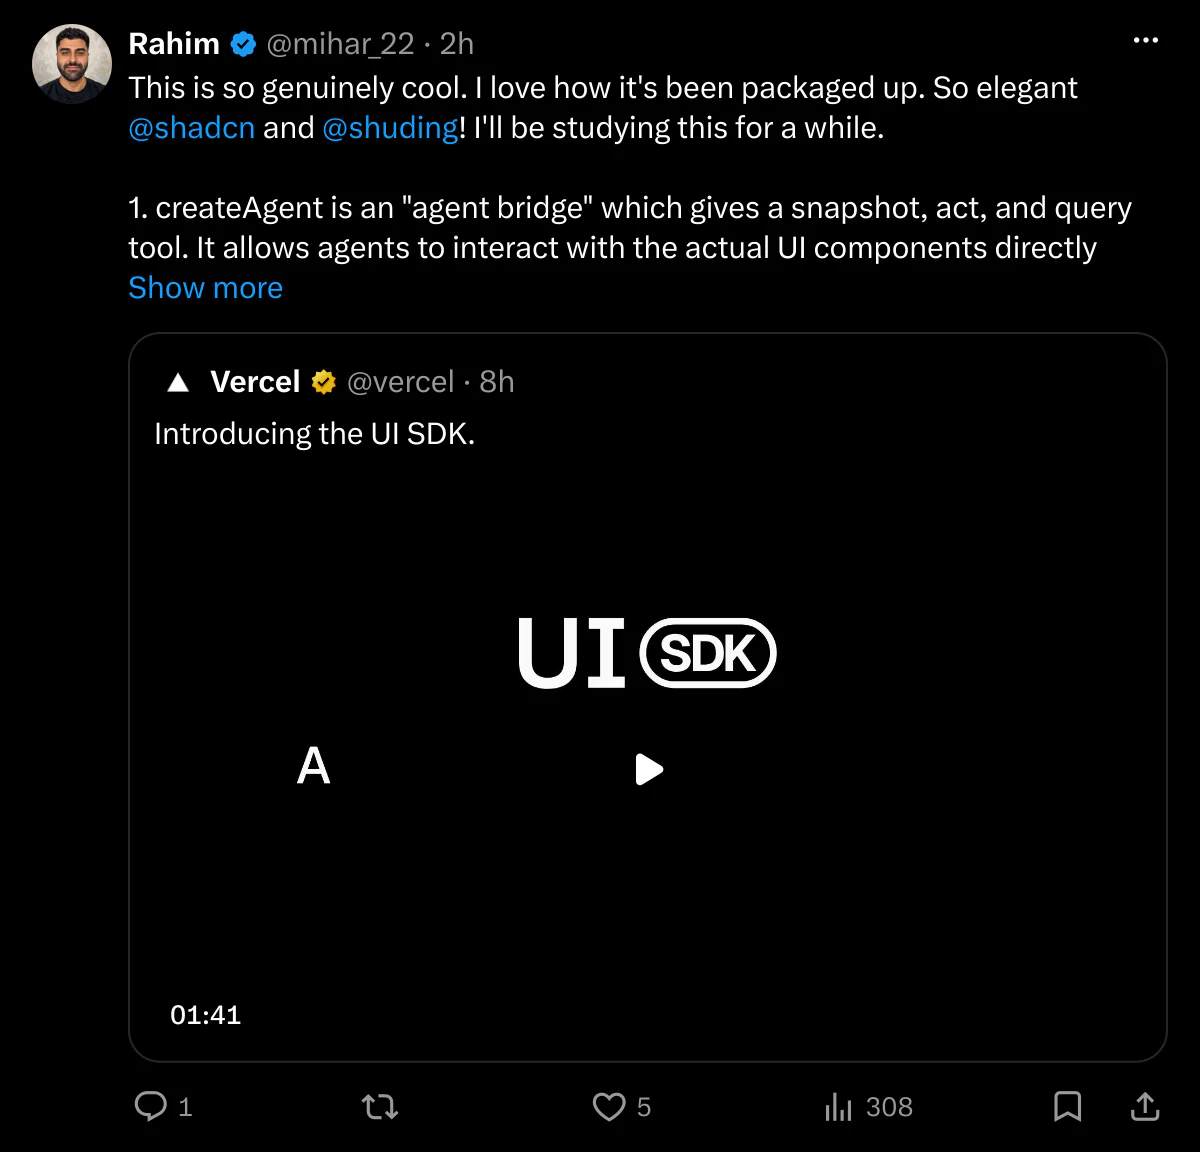 Rahim @mihar_22 · 2h
This is so genuinely cool. I love how it's been packaged up. So elegant
@shadcn and @shuding! I'll be studying this for a while.
1. createAgent is an "agent bridge" which gives a snapshot, act, and query
tool. It allows agents to interact with the actual UI components directly
Show more
Vercel @vercel · 8h
Introducing the UI SDK.
UI SDK
A
01:41
1
5
308